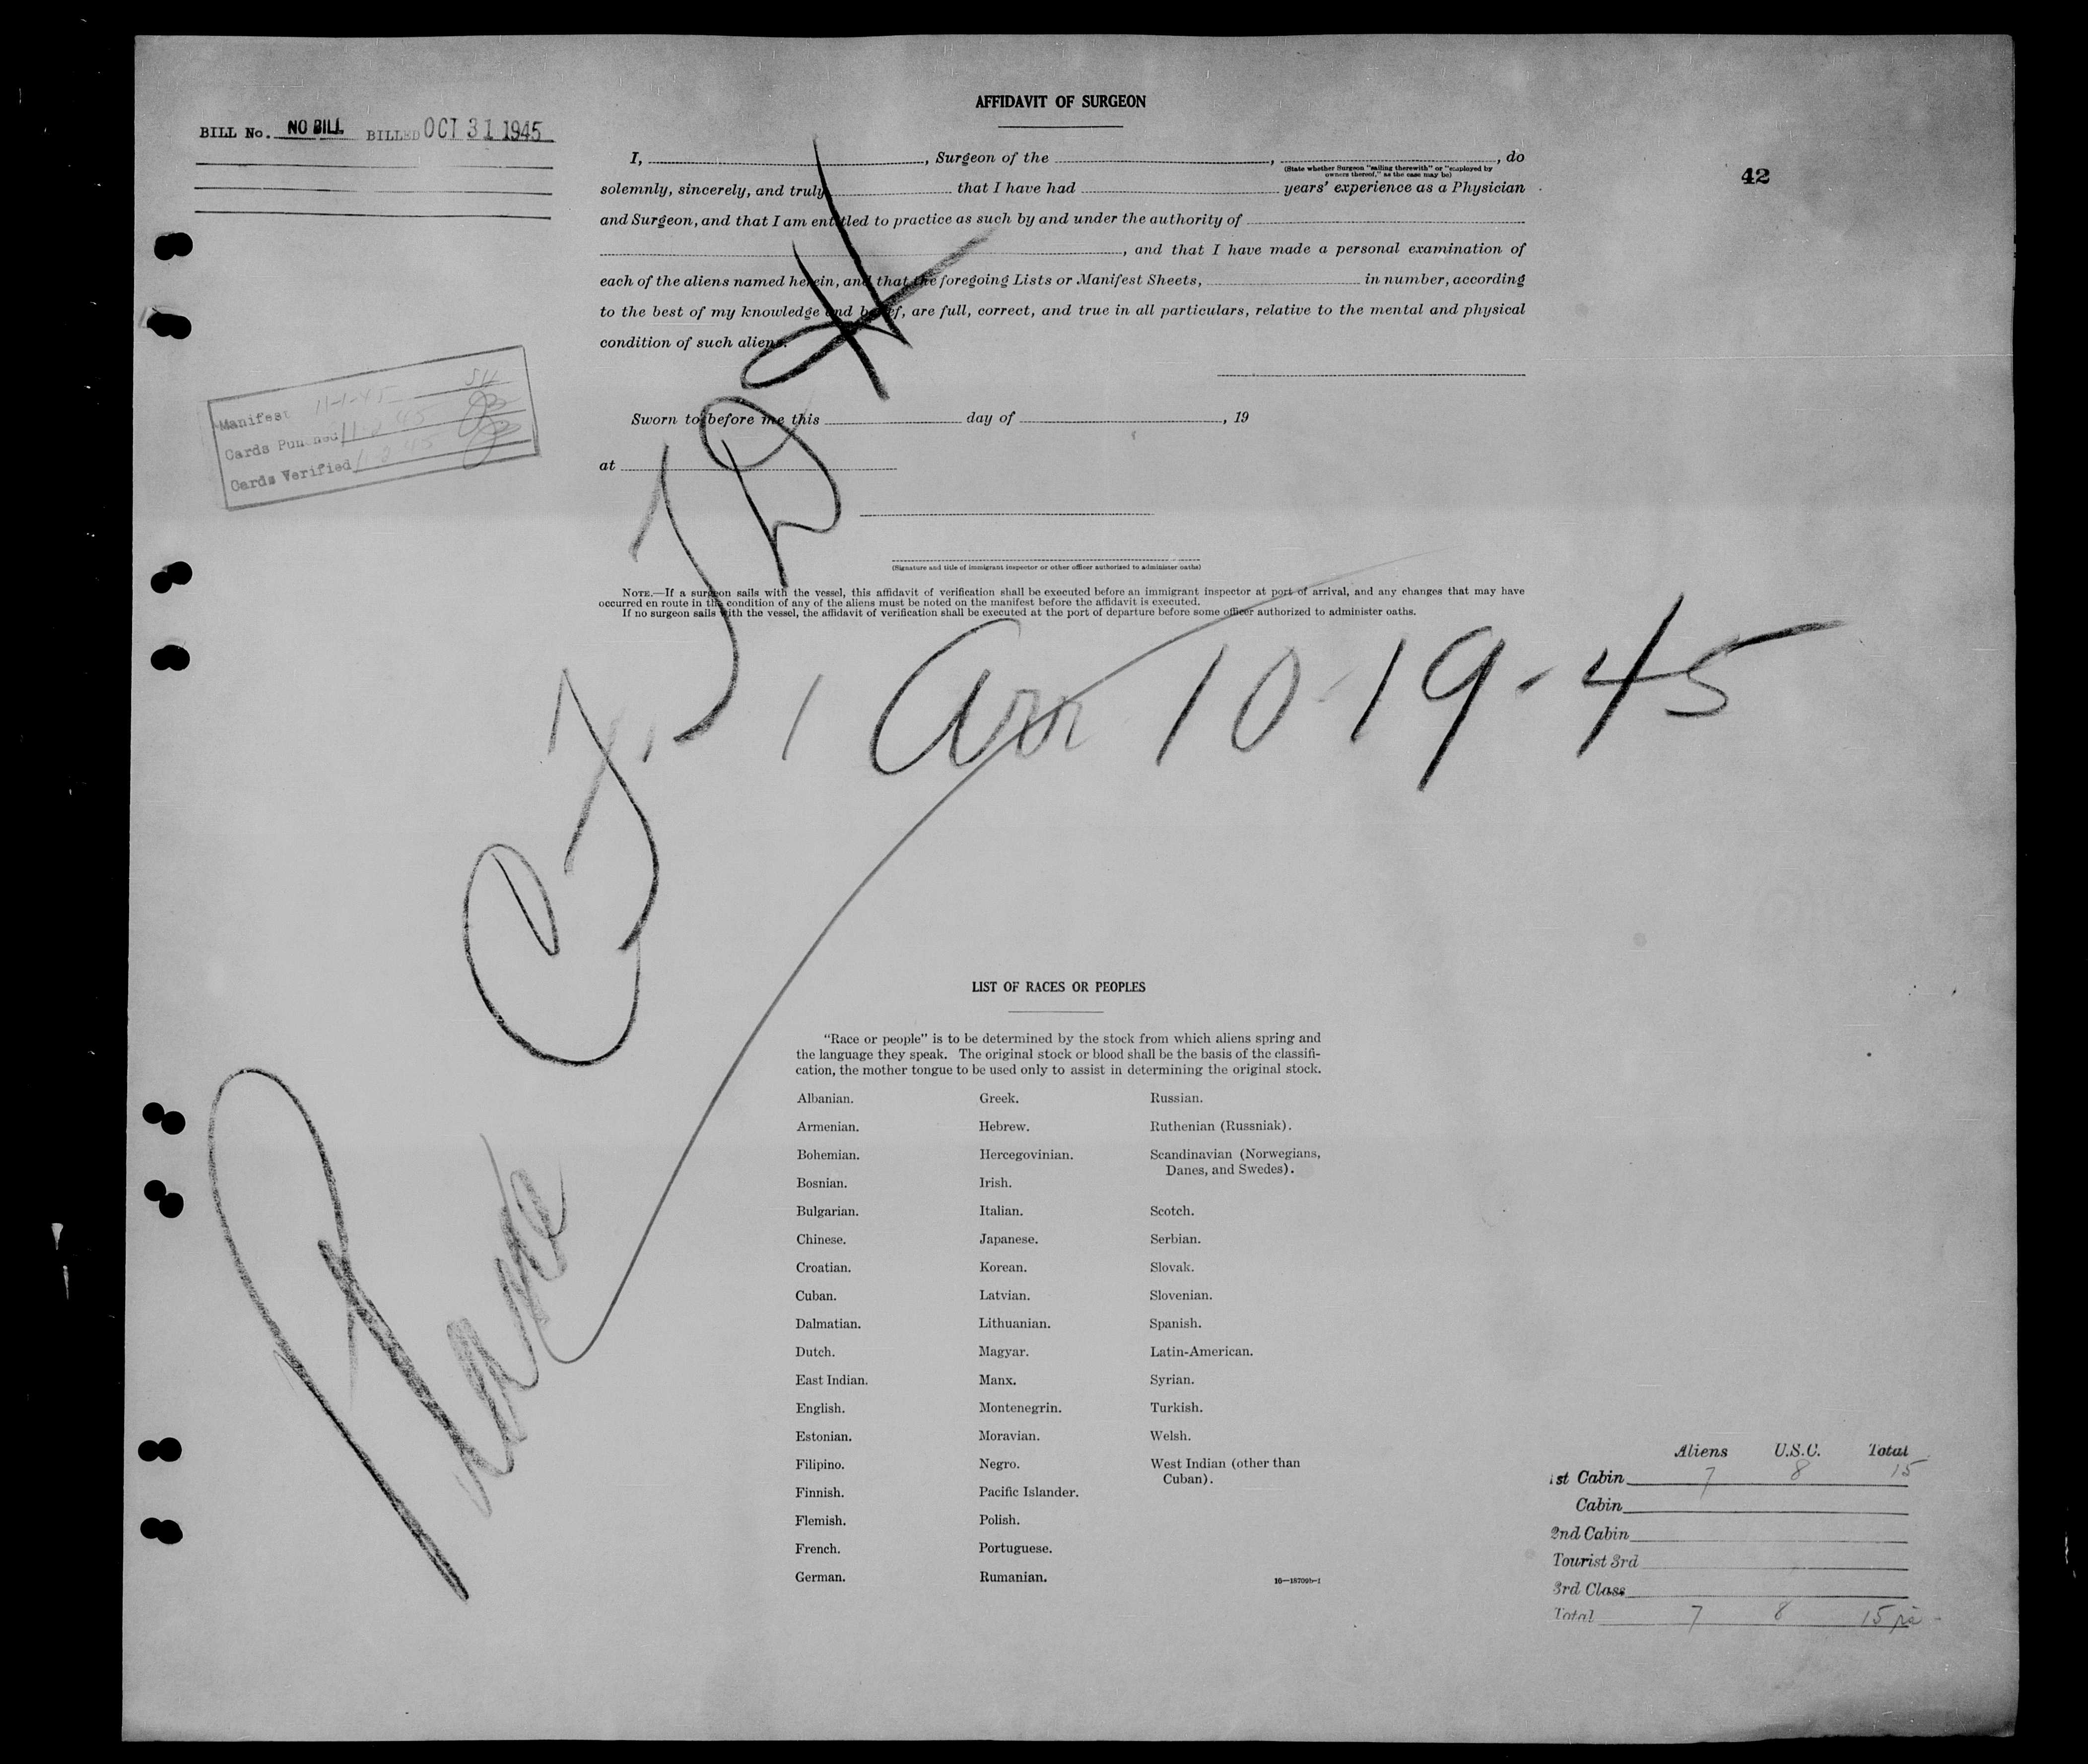 AFFIDAVIT OF SURGEON
BILL No. NO BILL BILLED OCT 31 1945
42
I, , Surgeon of the , , do
(State whether Surgeon "sailing therewith" or "employed by
owners thereof," as the case may be)
solemnly, sincerely, and truly that I have had years' experience as a Physician
and Surgeon, and that I am entitled to practice as such by and under the authority of
, and that I have made a personal examination of
each of the aliens named herein, and that the foregoing Lists or Manifest Sheets, in number, according
to the best of my knowledge and belief, are full, correct, and true in all particulars, relative to the mental and physical
condition of such aliens.
Manifest 11-1-45
Cards Punched 11-2 45
Cards Verified 11-2 45
Sworn to before me this day of , 19
at
(Signature and title of immigrant inspector or other officer authorized to administer oaths)
NOTE.—If a surgeon sails with the vessel, this affidavit of verification shall be executed before an immigrant inspector at port of arrival, and any changes that may have
occurred en route in the condition of any of the aliens must be noted on the manifest before the affidavit is executed.
If no surgeon sails with the vessel, the affidavit of verification shall be executed at the port of departure before some officer authorized to administer oaths.
Plane
Arr 10-19-45
LIST OF RACES OR PEOPLES
"Race or people" is to be determined by the stock from which aliens spring and
the language they speak. The original stock or blood shall be the basis of the classifi-
cation, the mother tongue to be used only to assist in determining the original stock.
Albanian. Greek. Russian.
Armenian. Hebrew. Ruthenian (Russniak).
Bohemian. Hercegovinian. Scandinavian (Norwegians,
Danes, and Swedes).
Bosnian. Irish.
Bulgarian. Italian. Scotch.
Chinese. Japanese. Serbian.
Croatian. Korean. Slovak.
Cuban. Latvian. Slovenian.
Dalmatian. Lithuanian. Spanish.
Dutch. Magyar. Latin-American.
East Indian. Manx. Syrian.
English. Montenegrin. Turkish.
Estonian. Moravian. Welsh.
Filipino. Negro. West Indian (other than
Cuban).
Finnish. Pacific Islander.
Flemish. Polish.
French. Portuguese.
German. Rumanian.
16—18709b-1
Aliens U.S.C. Total
1st Cabin 7 8 15
Cabin
2nd Cabin
Tourist 3rd
3rd Class
Total 7 8 15